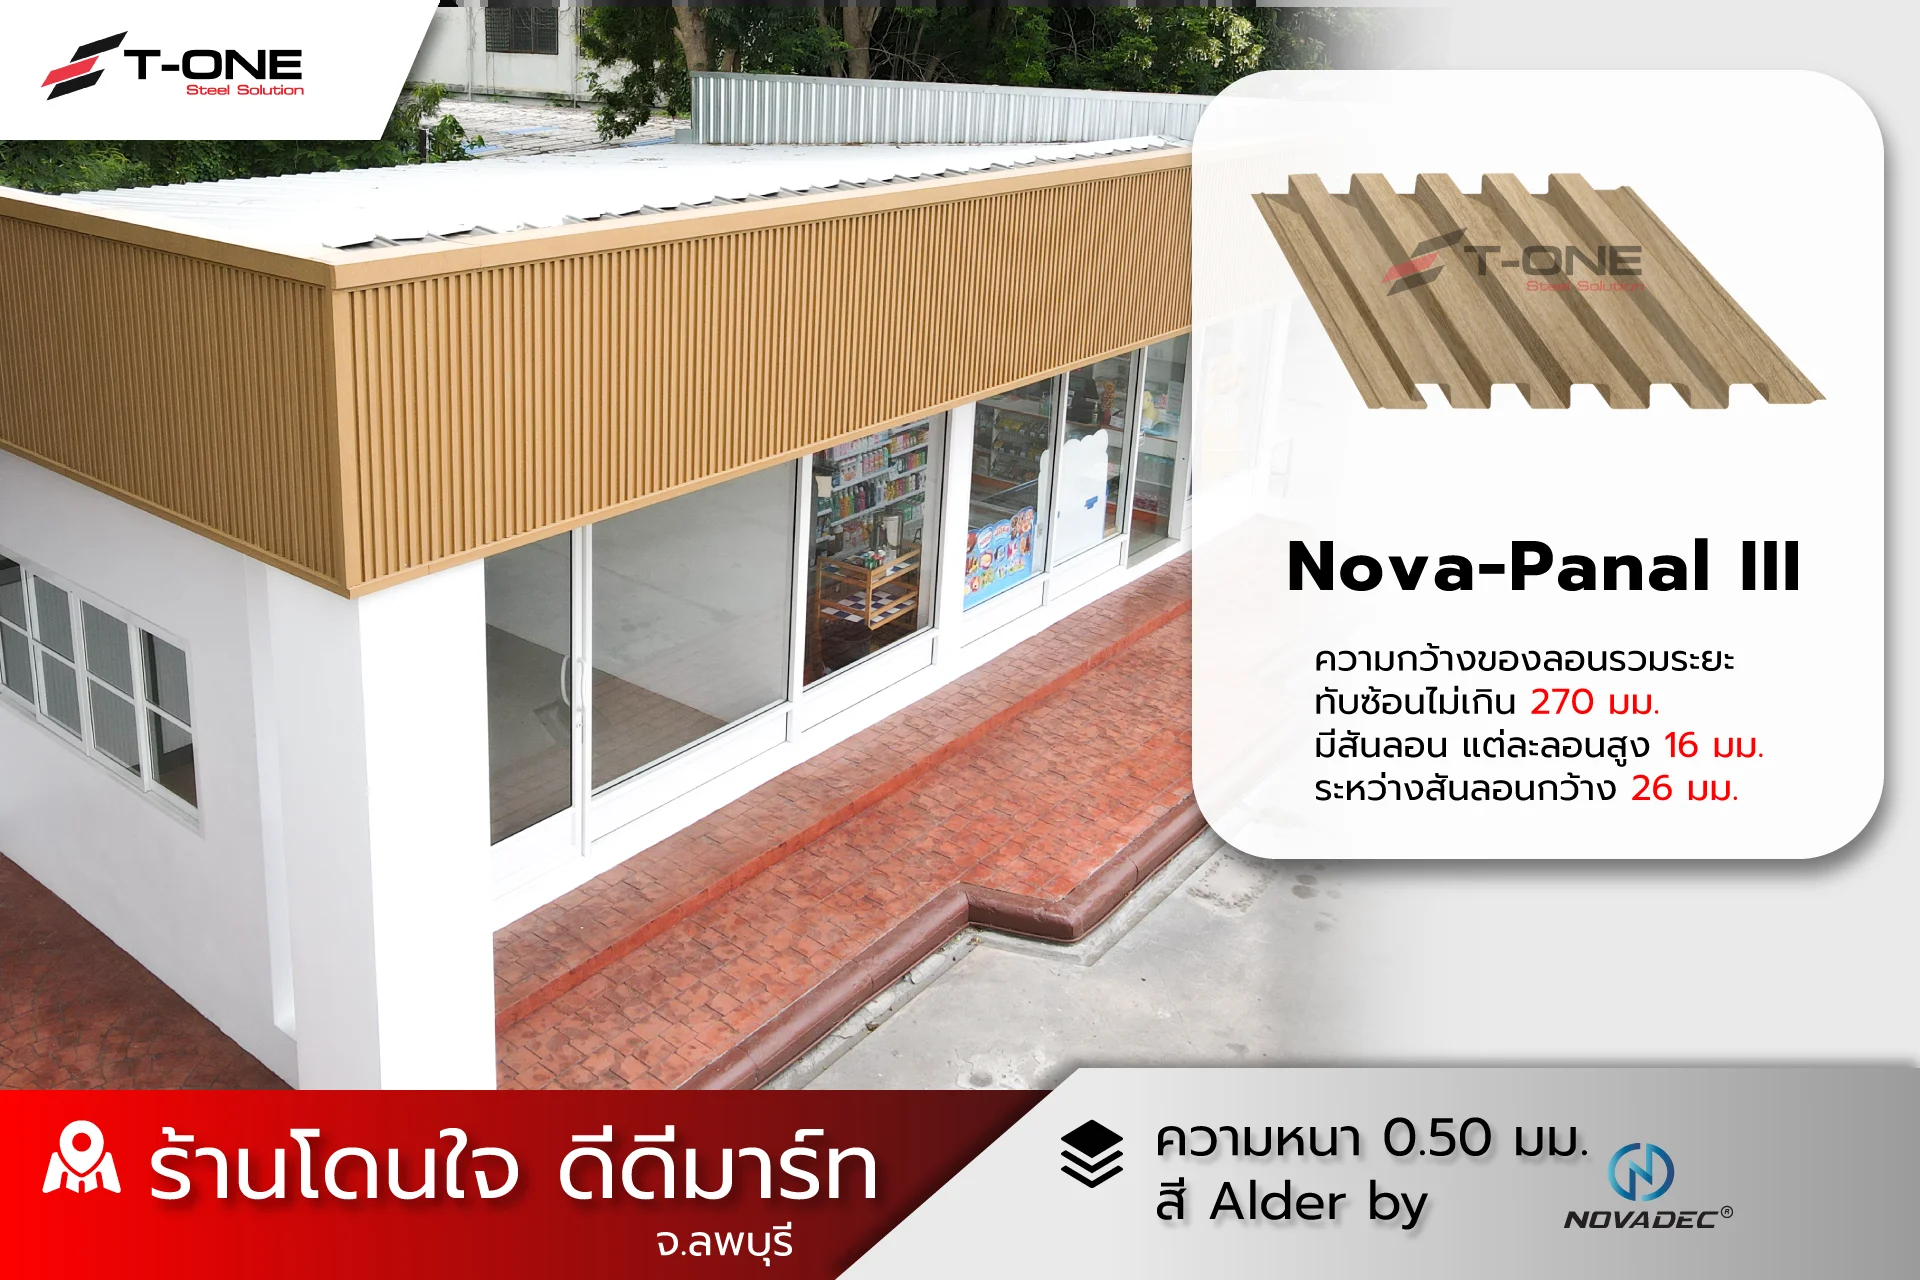 T-ONE
Steel Solution
T-ONE
Steel Solution
Nova-Panal III
ความกว้างของลอนรวมระยะ
ทับซ้อนไม่เกิน 270 มม.
มีสันลอน แต่ละลอนสูง 16 มม.
ระหว่างสันลอนกว้าง 26 มม.
ร้านโดนใจ ดีดีมาร์ท
จ.ลพบุรี
ความหนา 0.50 มม.
สี Alder by
NOVADEC®